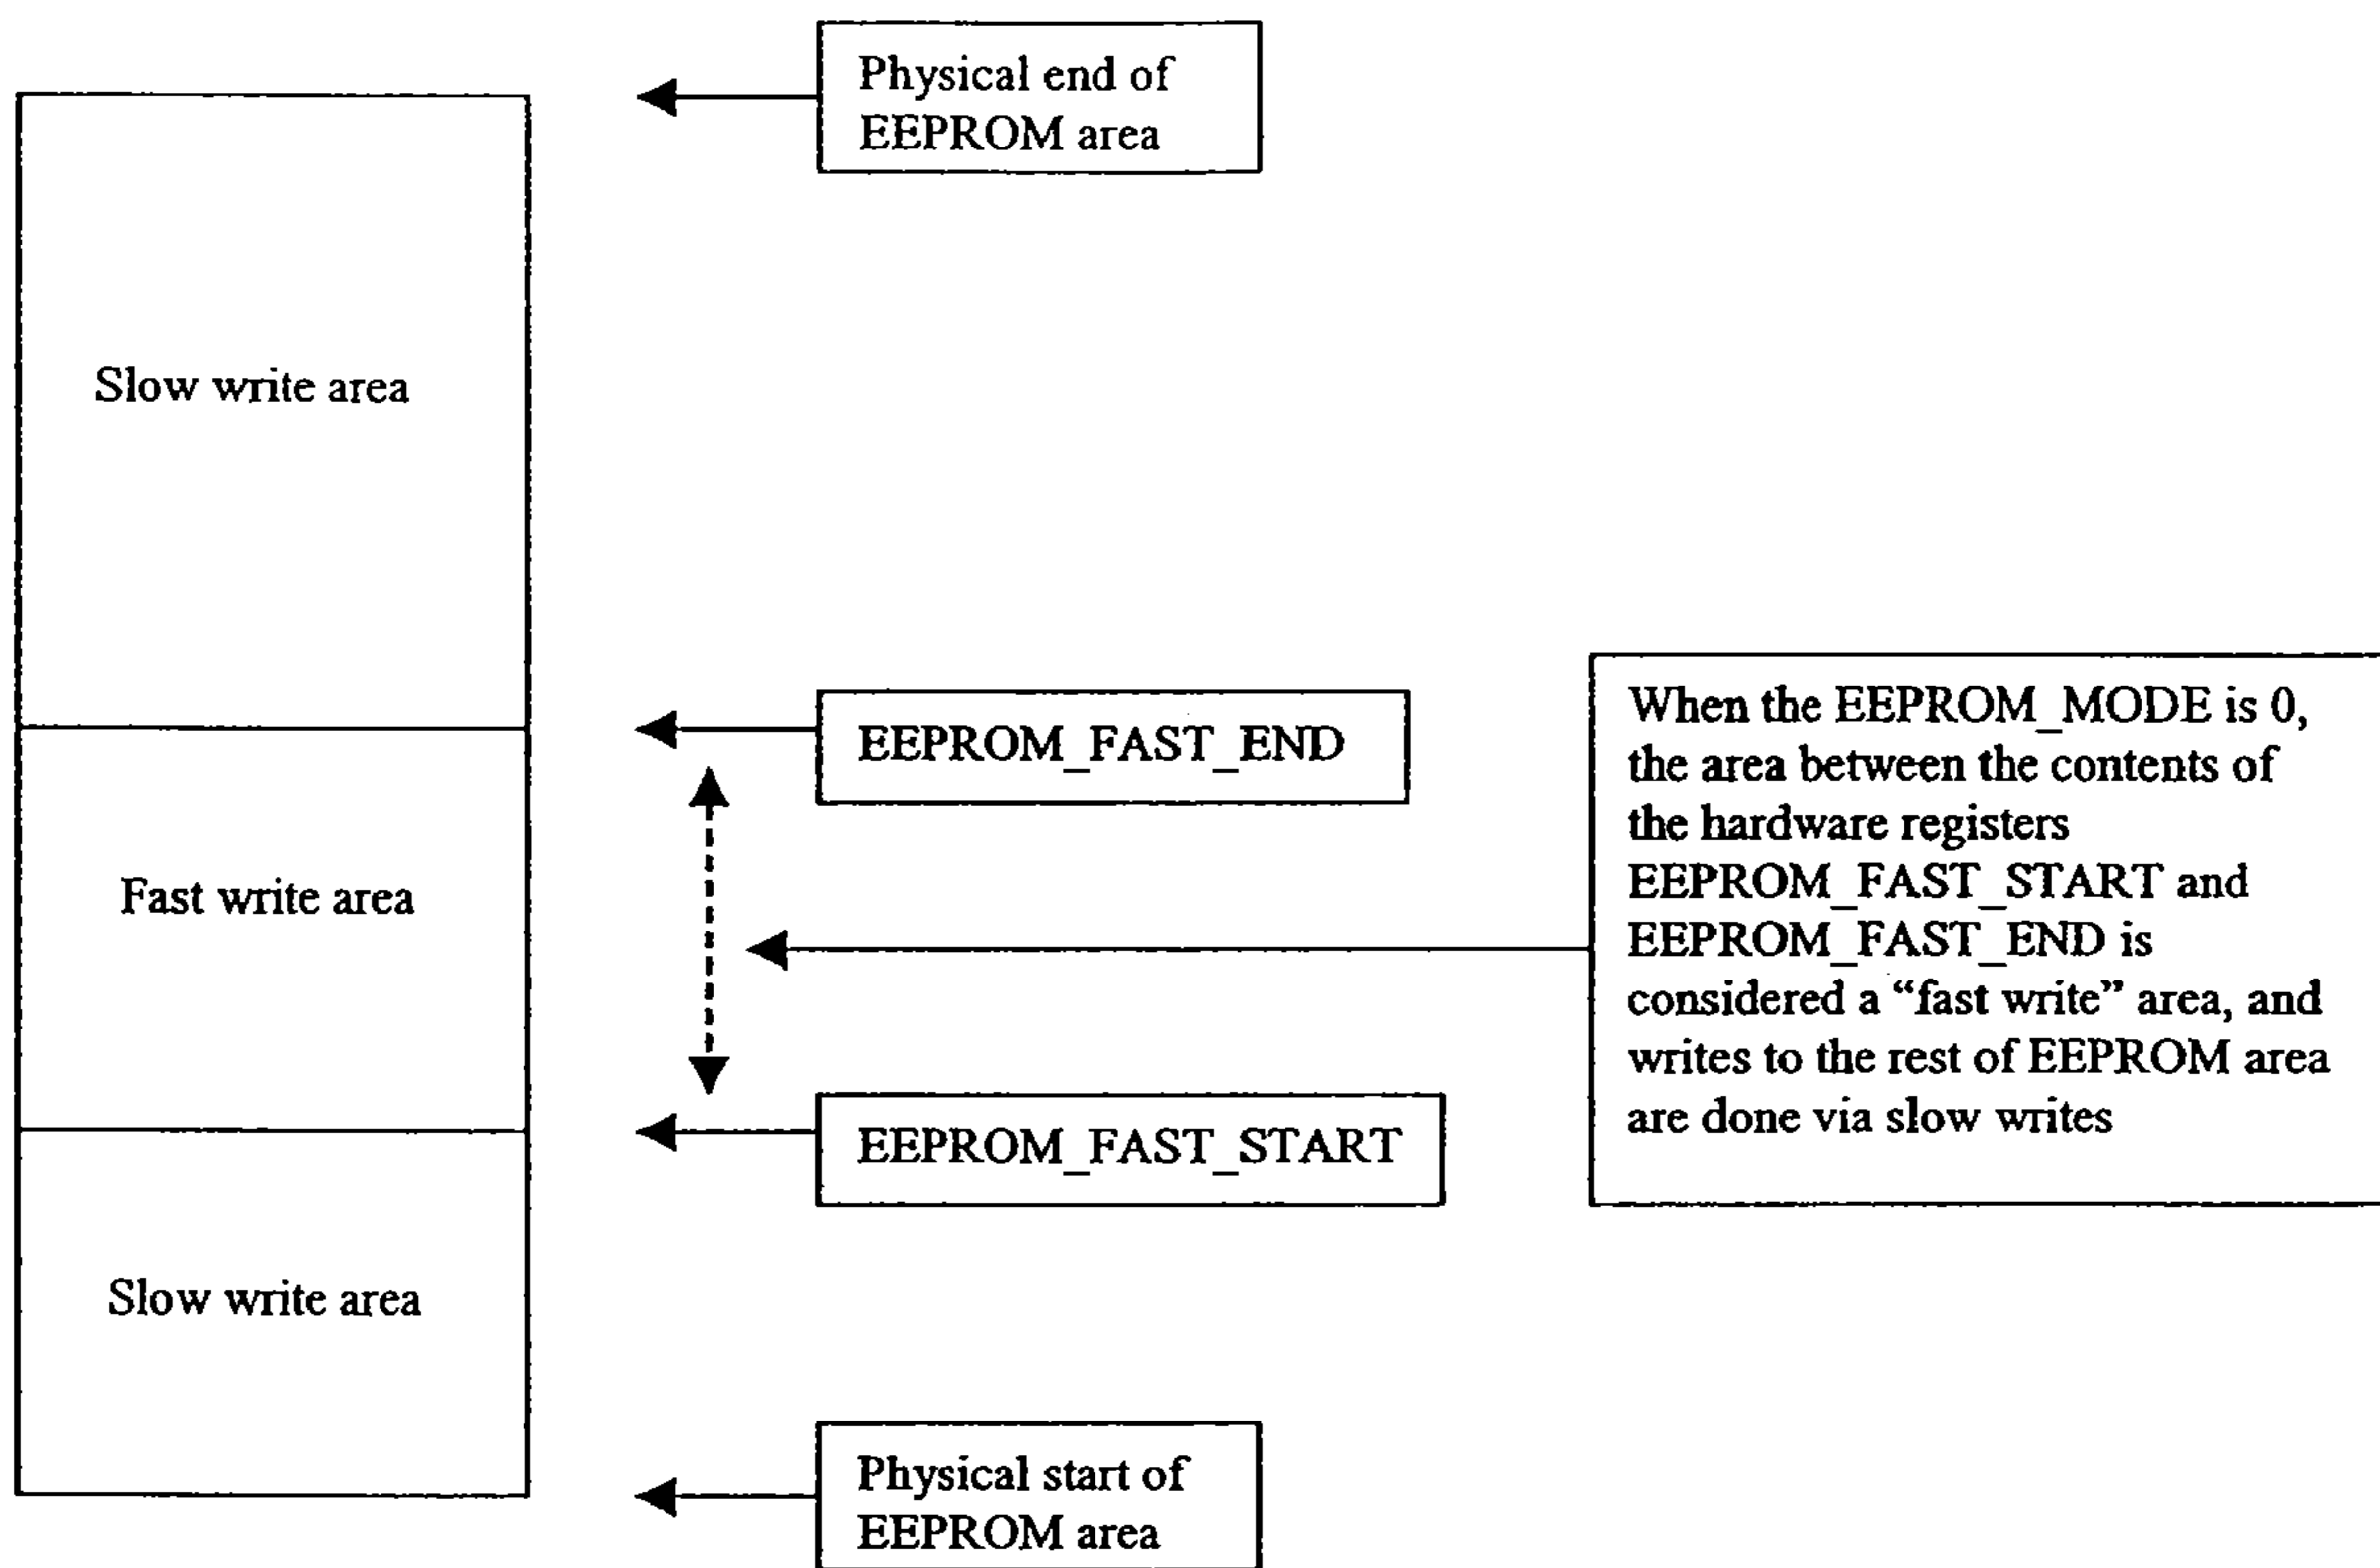 Physical end of
EEPROM area
Slow write area
EEPROM_FAST_END
When the EEPROM_MODE is 0,
the area between the contents of
the hardware registers
EEPROM_FAST_START and
EEPROM_FAST_END is
considered a “fast write” area, and
writes to the rest of EEPROM area
are done via slow writes
Fast write area
EEPROM_FAST_START
Slow write area
Physical start of
EEPROM area